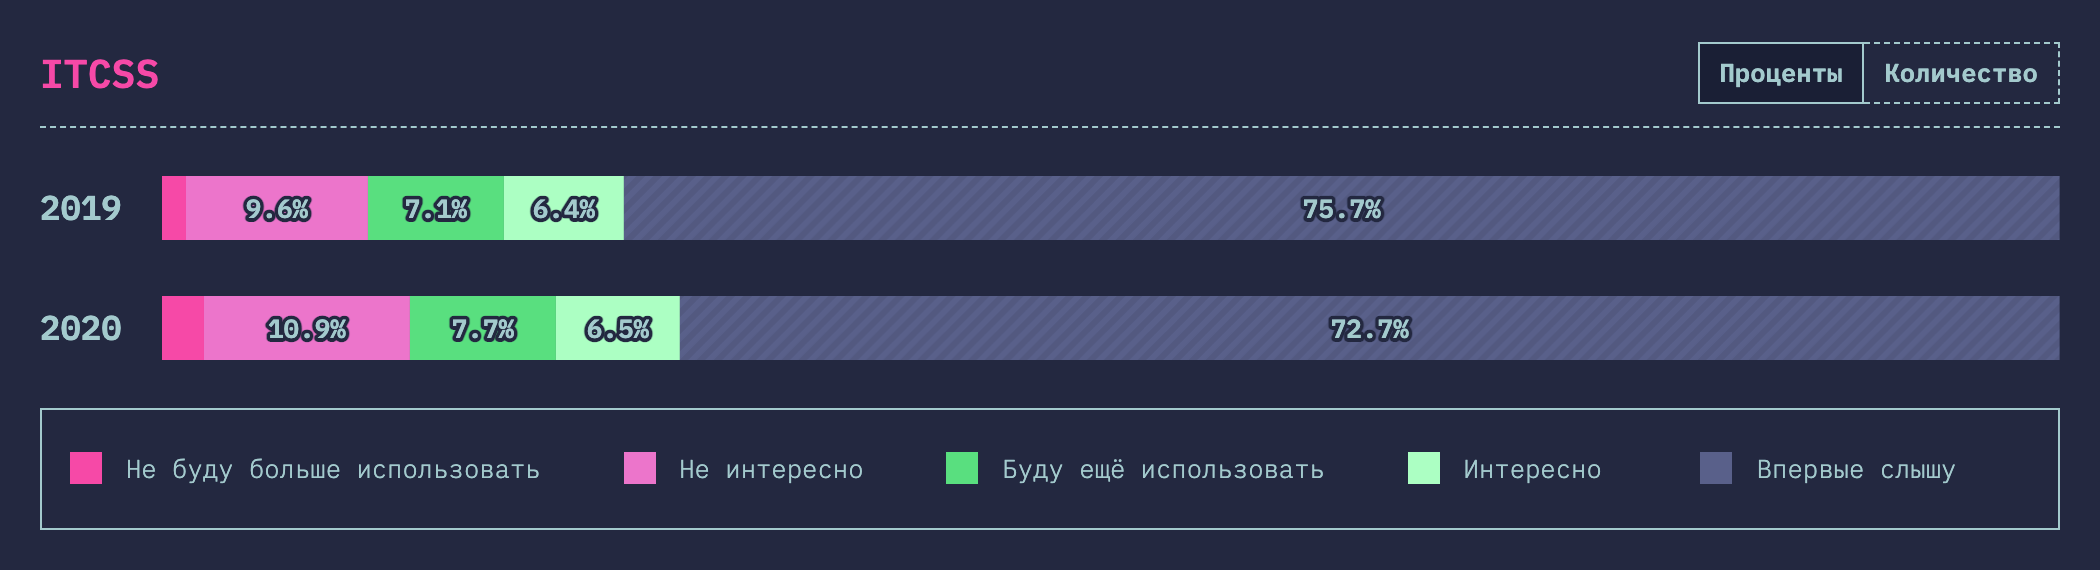 ITCSS
Проценты Количество
2019 9.6% 7.1% 6.4% 75.7%
2020 10.9% 7.7% 6.5% 72.7%
Не буду больше использовать Не интересно Буду ещё использовать Интересно Впервые слышу